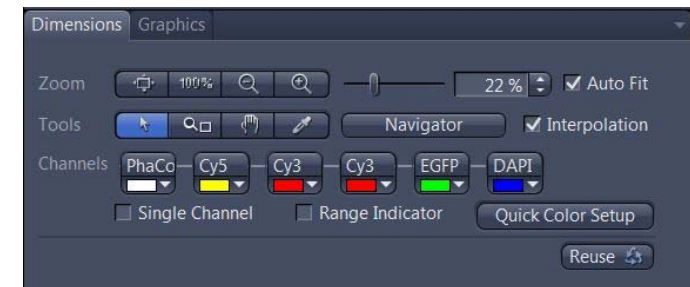 Dimensions Graphics
Zoom 100% 22 % Auto Fit
Tools Navigator Interpolation
Channels PhaCo Cy5 Cy3 Cy3 EGFP DAPI
Single Channel Range Indicator Quick Color Setup
Reuse